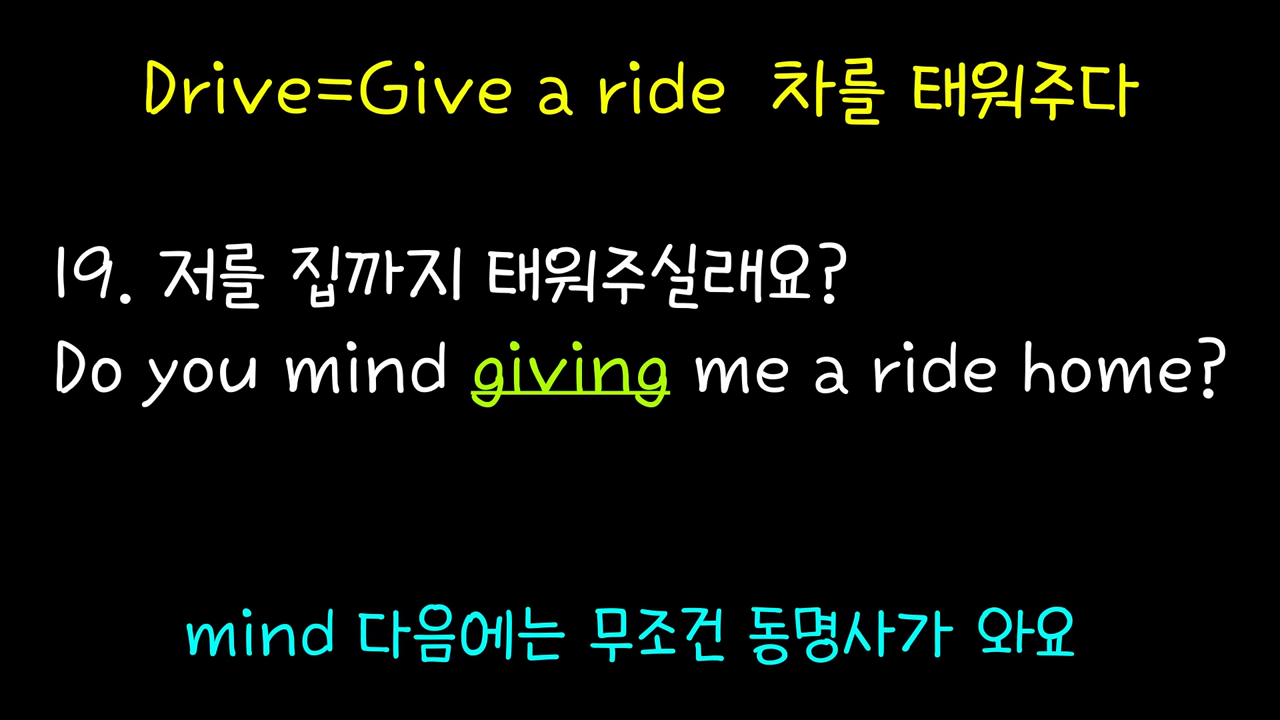 Drive=Give a ride 차를 태워주다
19. 저를 집까지 태워주실래요?
Do you mind giving me a ride home?
mind 다음에는 무조건 동명사가 와요